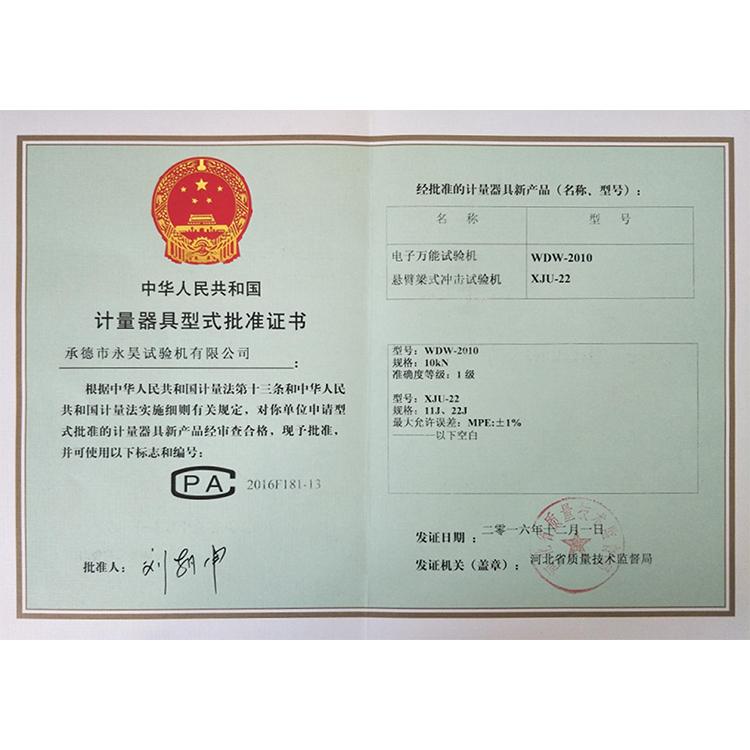 中华人民共和国
计量器具型式批准证书
承德市永昊试验机有限公司:
根据中华人民共和国计量法第十三条和中华人民
共和国计量法实施细则有关规定,对你单位申请型
式批准的计量器具新产品经审查合格,现予批准,
并可使用以下标志和编号:
CPA 2016F181-13
批准人:
经批准的计量器具新产品(名称、型号):
名 称 型 号
电子万能试验机 WDW-2010
悬臂梁式冲击试验机 XJU-22
型号:WDW-2010
规格:10kN
准确度等级:1级
型号:XJU-22
规格:11J、22J
最大允许误差:MPE:±1%
————以下空白
发证日期: 二零一六年十二月一日
发证机关(盖章): 河北省质量技术监督局